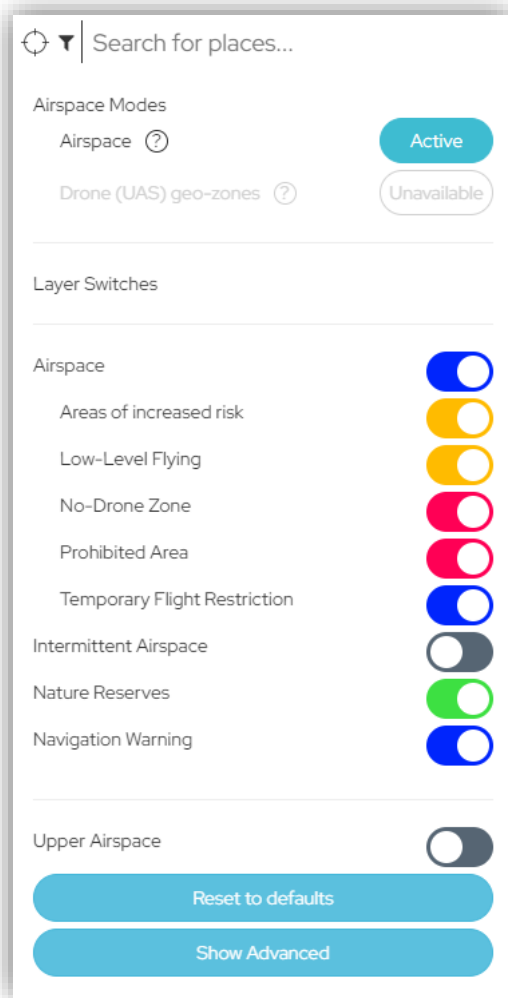 Search for places...
Airspace Modes
Airspace ? Active
Drone (UAS) geo-zones ? Unavailable
Layer Switches
Airspace
Areas of increased risk
Low-Level Flying
No-Drone Zone
Prohibited Area
Temporary Flight Restriction
Intermittent Airspace
Nature Reserves
Navigation Warning
Upper Airspace
Reset to defaults
Show Advanced